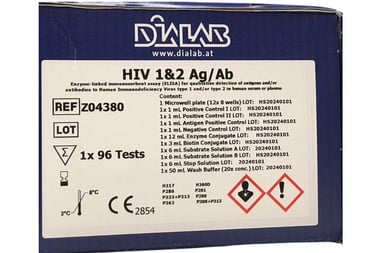 DIALAB
www.dialab.at
HIV 1&2 Ag/Ab
Enzyme-linked immunosorbent assay (ELISA) for qualitative detection of antigens and/or
antibodies to Human Immunodeficiency Virus type 1 and/or type 2 in human serum or plasma
REF Z04380
LOT
1x 96 Tests
CONTENTS:
1 Microwell plate (12x 8 wells) LOT: HS20240101
1x 1 mL Positive Control I LOT: HS20240101
1x 1 mL Positive Control II LOT: HS20240101
1x 1 mL Antigen Positive Control LOT: HS20240101
1x 1 mL Negative Control LOT: HS20240101
1x 12 mL Enzyme Conjugate LOT: HS20240101
1x 3 mL Biotin Conjugate LOT: HS20240101
1x 6 mL Substrate Solution A LOT: 20240101
1x 6 mL Substrate Solution B LOT: 20240101
1x 6 mL Stop Solution LOT: 20240101
1x 50 mL Wash Buffer (20x conc.) LOT: 20240101
2°C
8°C
CE 2854
H317 H360D
P280 P201
P333+P313 P280
P363 P308+P313